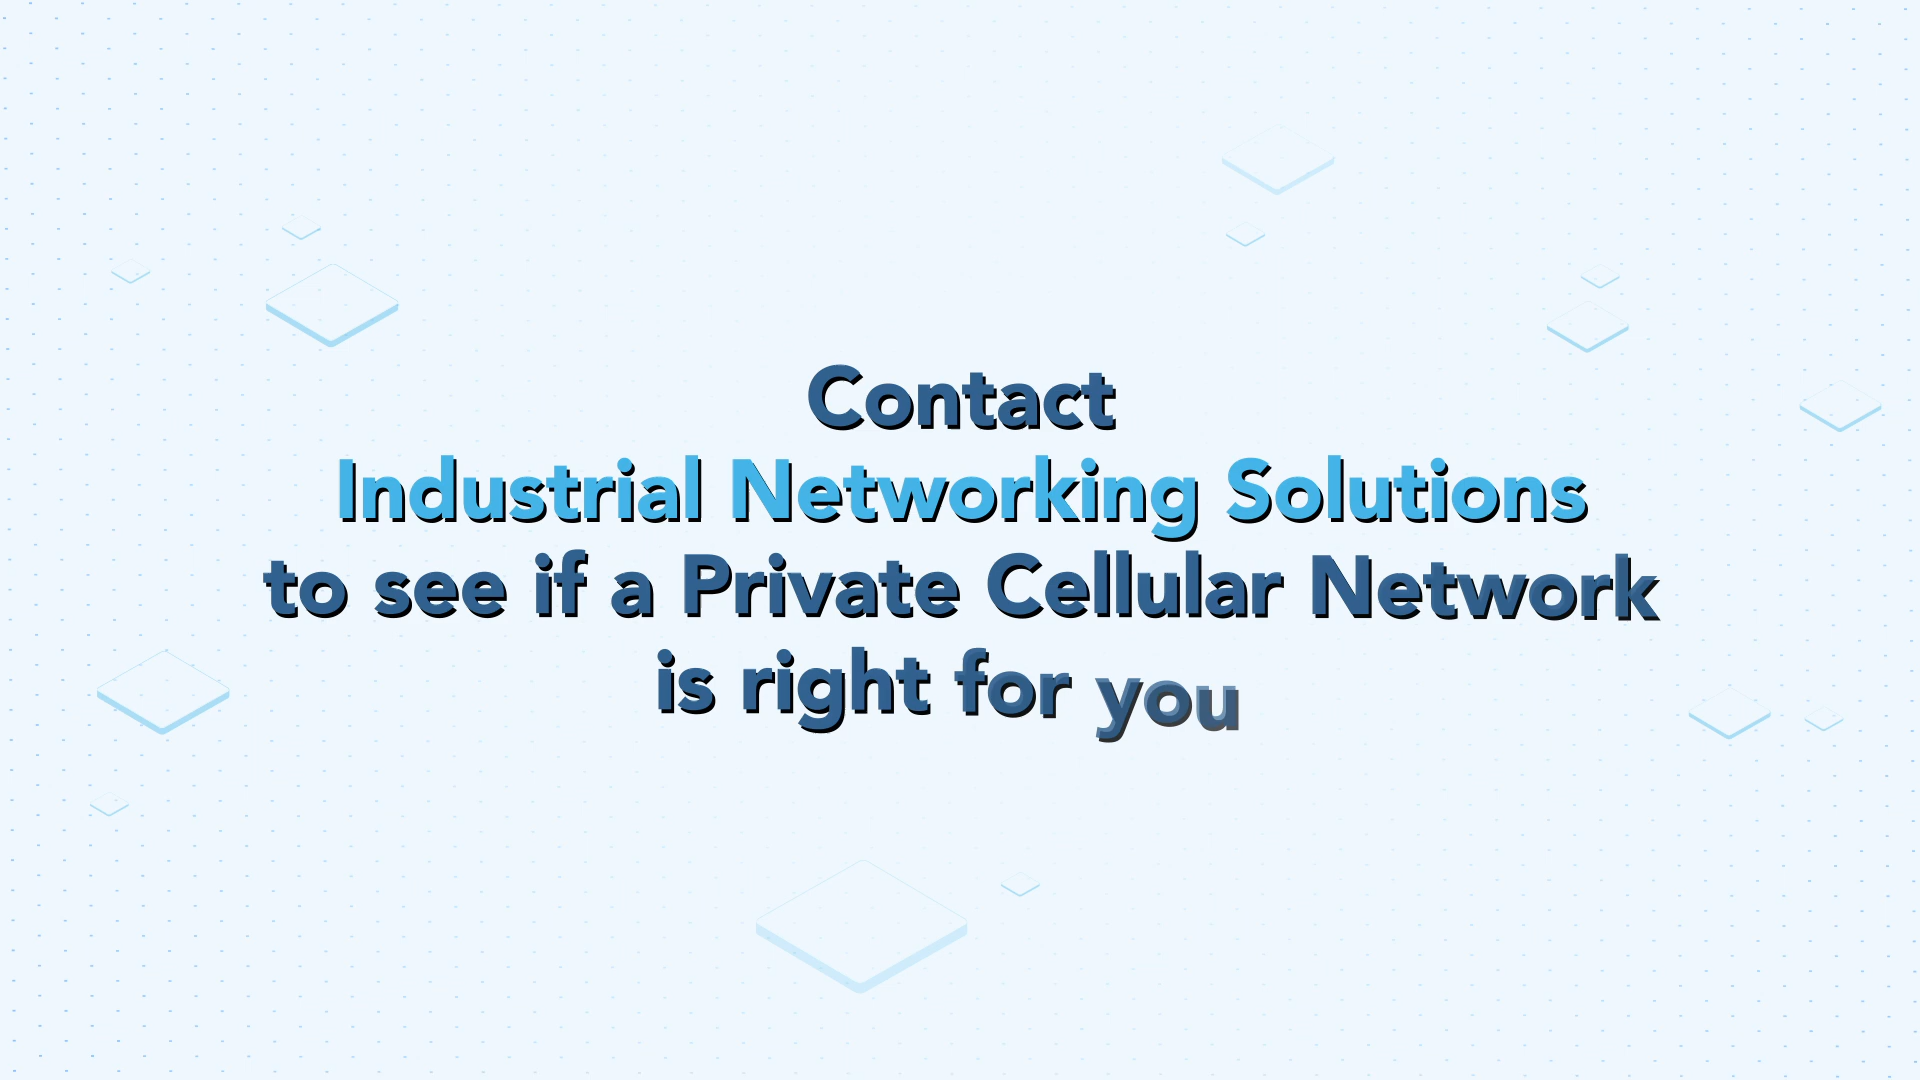 Contact
Industrial Networking Solutions
to see if a Private Cellular Network
is right for you